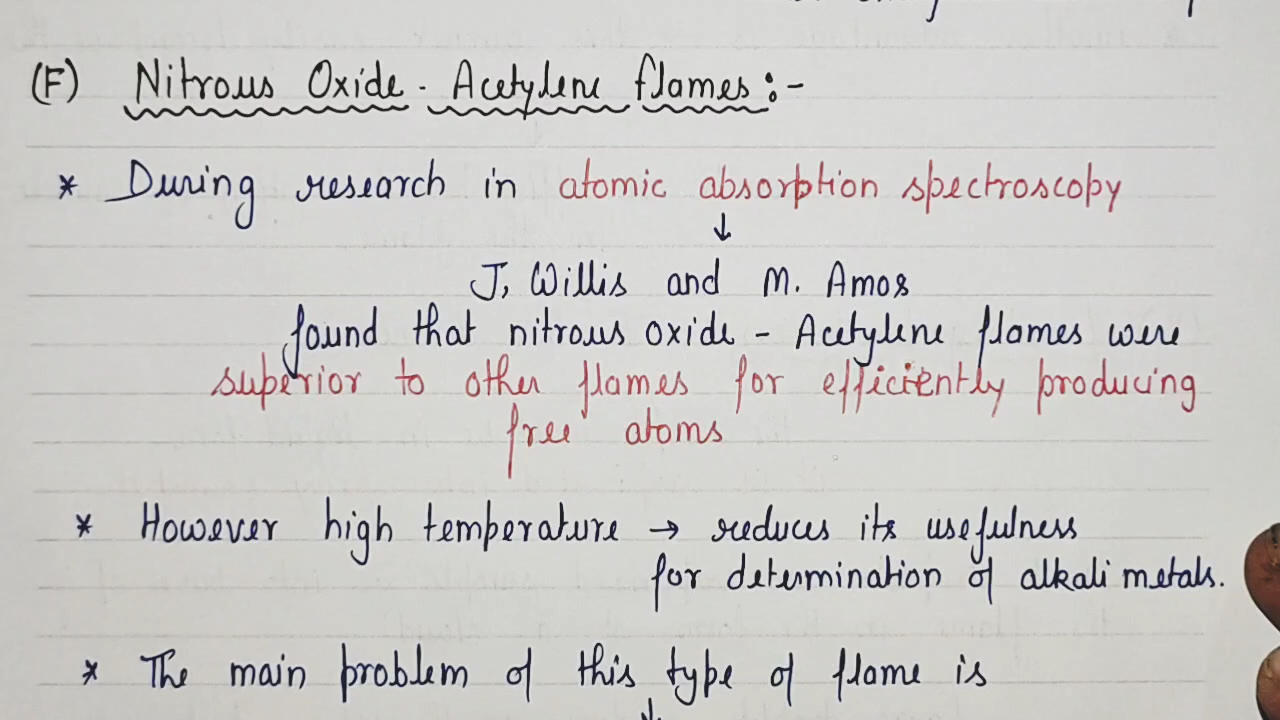 (F) Nitrous Oxide - Acetylene flames :-
* During research in atomic absorption spectroscopy
↓
J. Willis and M. Amos
found that nitrous oxide - Acetylene flames were
superior to other flames for efficiently producing
free atoms
* However high temperature → reduces its usefulness
for determination of alkali metals.
* The main problem of this type of flame is
↓